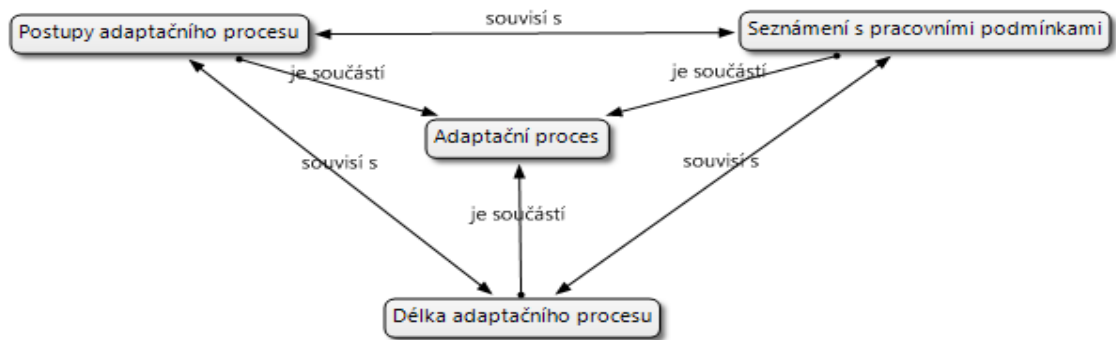 souvisí s
Postupy adaptačního procesu
Seznámení s pracovními podmínkami
je součástí
je součástí
Adaptační proces
souvisí s
souvisí s
je součástí
Délka adaptačního procesu